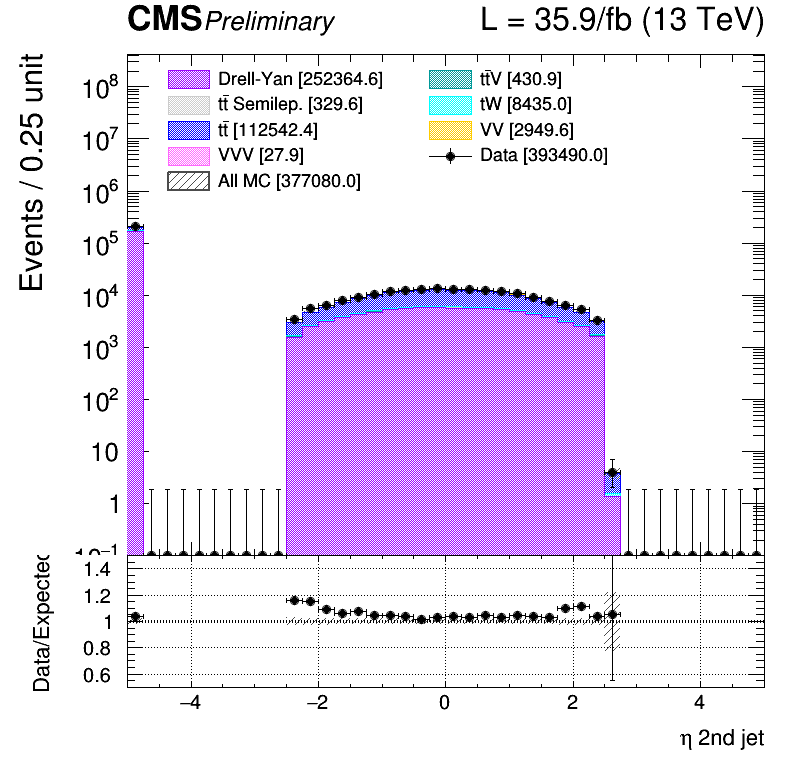 CMS Preliminary L = 35.9/fb (13 TeV)
Events / 0.25 unit
Drell-Yan [252364.6]
tt̄ Semilep. [329.6]
tt̄ [112542.4]
VVV [27.9]
All MC [377080.0]
tt̄V [430.9]
tW [8435.0]
VV [2949.6]
Data [393490.0]
10⁸
10⁷
10⁶
10⁵
10⁴
10³
10²
10
1
10⁻¹
Data/Expected
1.4
1.2
1
0.8
0.6
−4 −2 0 2 4
η 2nd jet